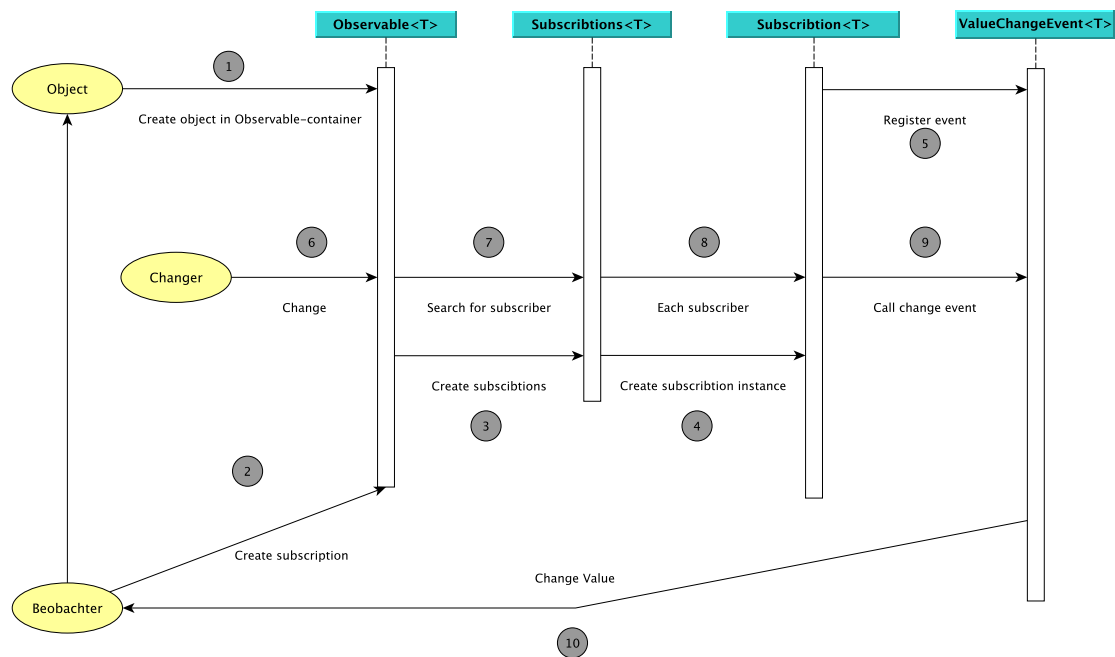 Observable<T>
Subscribtions<T>
Subscribtion<T>
ValueChangeEvent<T>
1
Object
Create object in Observable-container
Register event
5
6
7
8
9
Changer
Change
Search for subscriber
Each subscriber
Call change event
Create subscibtions
Create subscribtion instance
3
4
2
Create subscription
Change Value
Beobachter
10